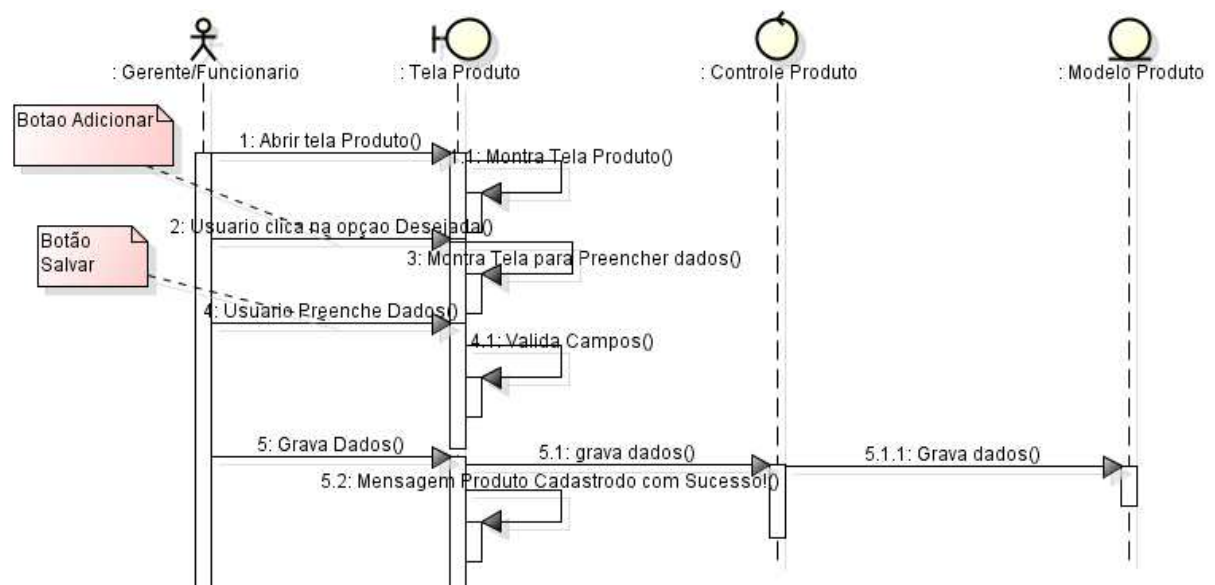 : Gerente/Funcionario
: Tela Produto
: Controle Produto
: Modelo Produto
Botao Adicionar
1: Abrir tela Produto()
1.1: Montra Tela Produto()
2: Usuario clica na opçao Desejada()
Botão
Salvar
3: Montra Tela para Preencher dados()
4: Usuario Preenche Dados()
4.1: Valida Campos()
5: Grava Dados()
5.1: grava dados()
5.1.1: Grava dados()
5.2: Mensagem Produto Cadastrodo com Sucesso!()